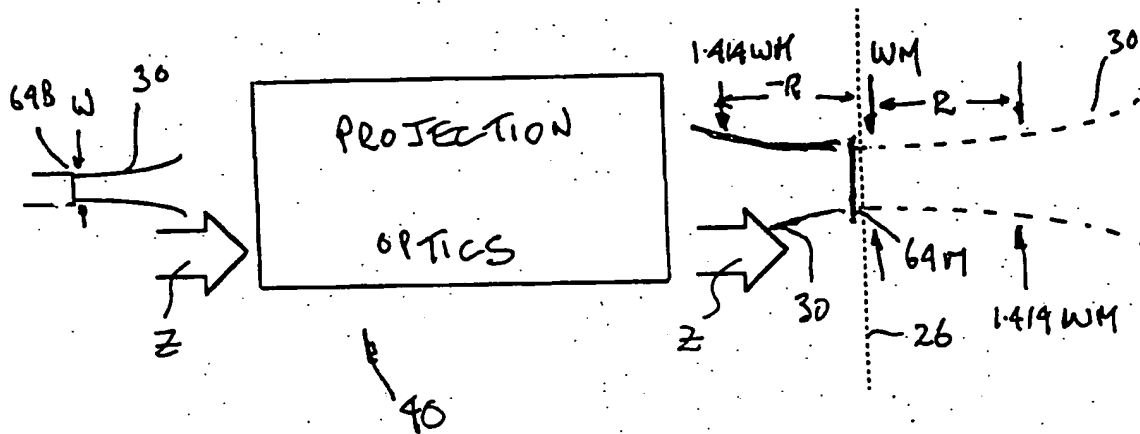 64B W 30
PROJECTION
OPTICS
Z
40
1.414WM
-R
WM
R
30
Z
30
64M
26
1.414 WM